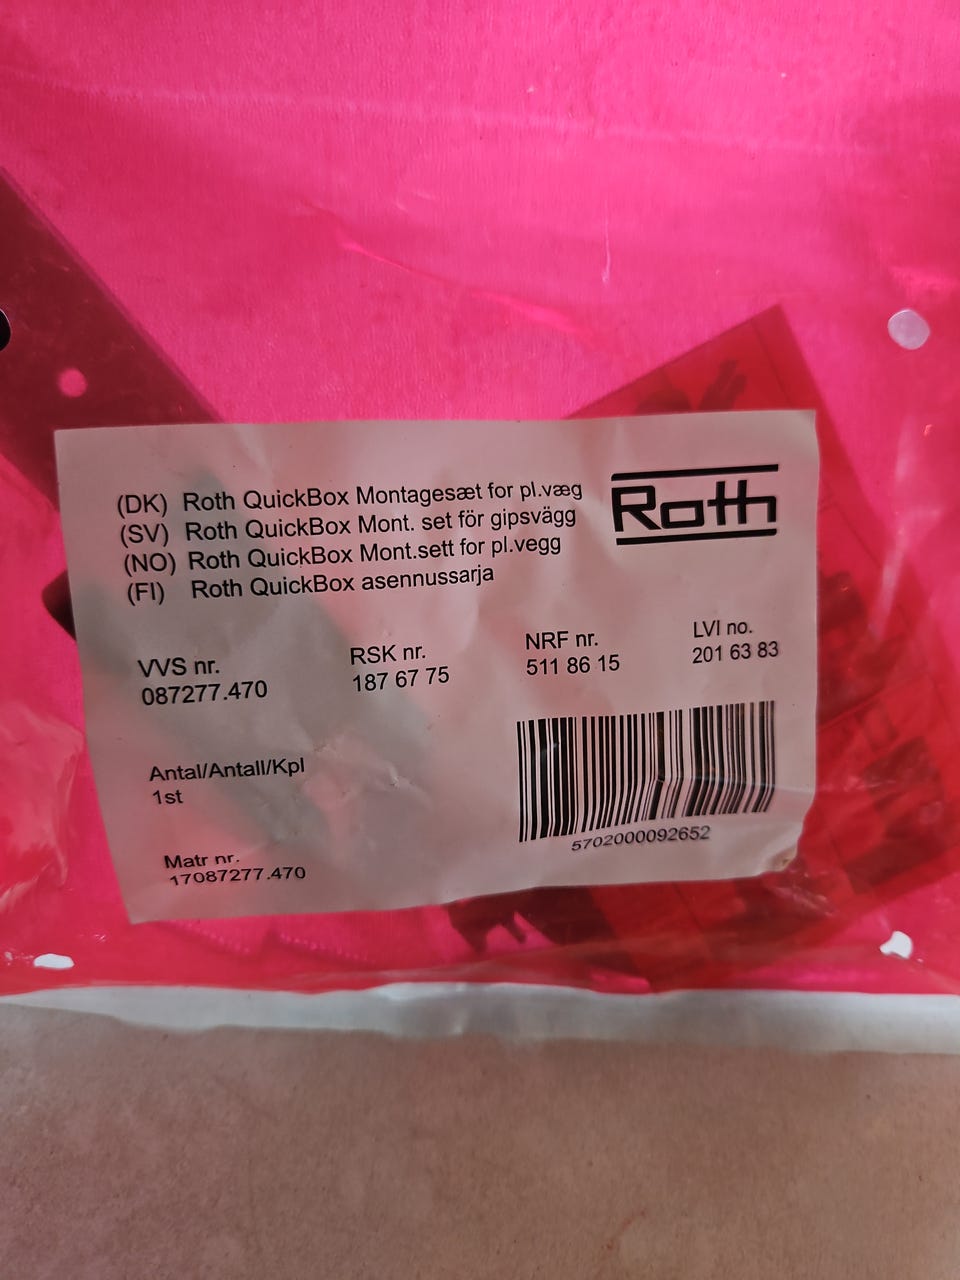 (DK) Roth QuickBox Montagesæt for pl.væg
(SV) Roth QuickBox Mont. set för gipsvägg
(NO) Roth QuickBox Mont.sett for pl.vegg
(FI) Roth QuickBox asennussarja
Roth
VVS nr. RSK nr. NRF nr. LVI no.
087277.470 187 67 75 511 86 15 201 63 83
Antal/Antall/Kpl
1st
5702000092652
Matr nr.
17087277.470